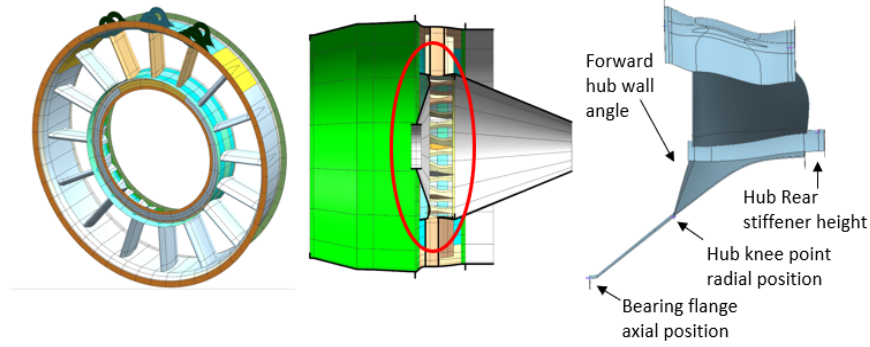 Forward
hub wall
angle
Hub Rear
stiffener height
Hub knee point
radial position
Bearing flange
axial position